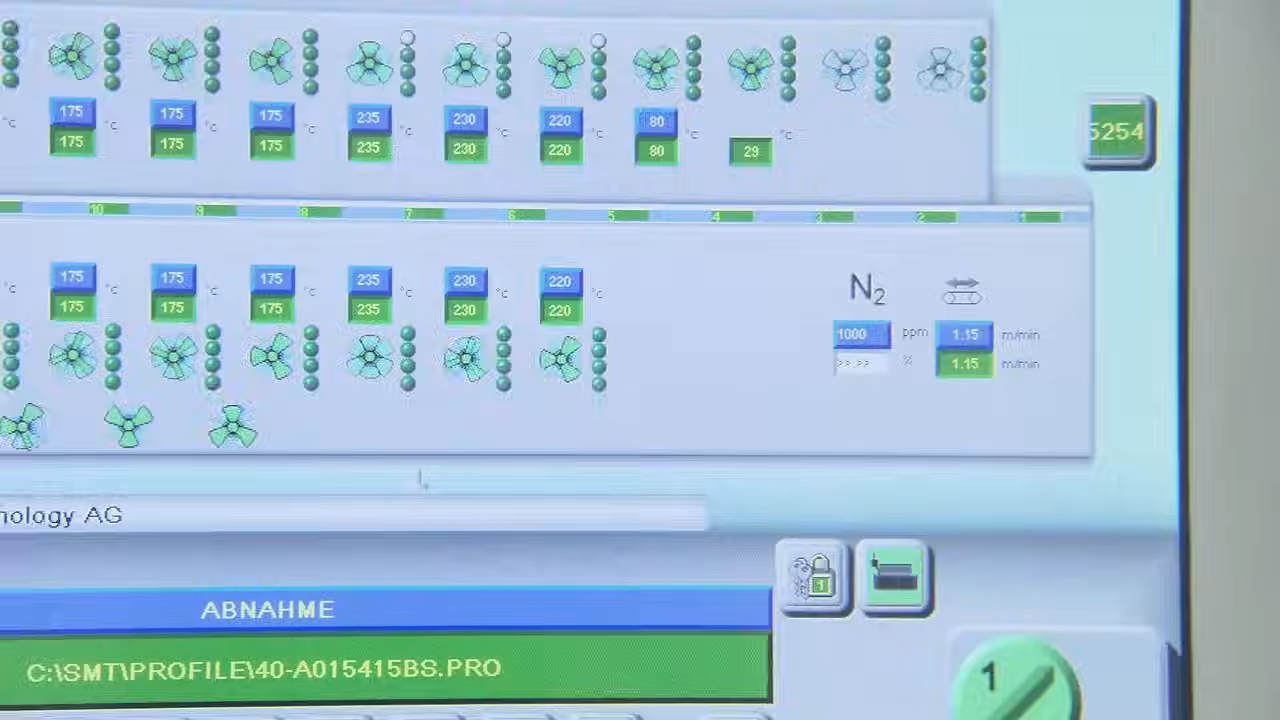 175 175 175 235 230 220 80
°C °C °C °C °C °C °C °C °C
175 175 175 235 230 220 80 29
5254
10 9 8 7 6 5 4 3 2 1
175 175 175 235 230 220
°C °C °C °C °C °C °C
175 175 175 235 230 220
N2
1000 ppm 1.15 m/min
>> >> % 1.15 m/min
nology AG
1
ABNAHME
C:\SMT\PROFILE\40-A015415BS.PRO
1